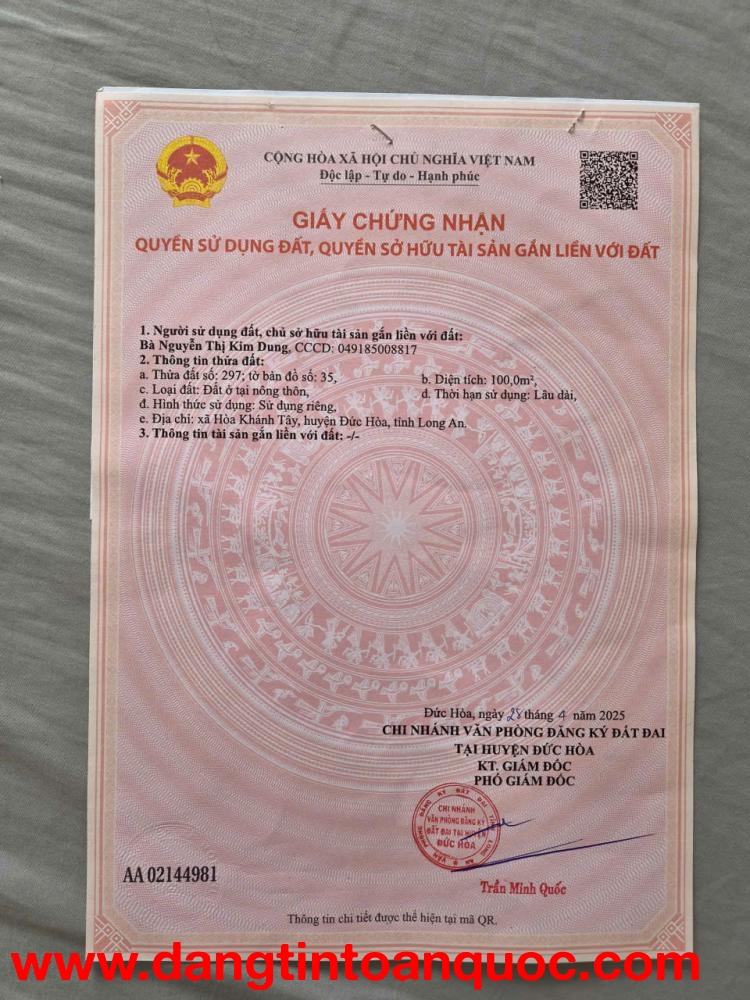 CỘNG HÒA XÃ HỘI CHỦ NGHĨA VIỆT NAM
Độc lập - Tự do - Hạnh phúc
GIẤY CHỨNG NHẬN
QUYỀN SỬ DỤNG ĐẤT, QUYỀN SỞ HỮU TÀI SẢN GẮN LIỀN VỚI ĐẤT
1. Người sử dụng đất, chủ sở hữu tài sản gắn liền với đất:
Bà Nguyễn Thị Kim Dung, CCCD: 049185008817
2. Thông tin thửa đất:
a. Thửa đất số: 297; tờ bản đồ số: 35, b. Diện tích: 100,0m²,
c. Loại đất: Đất ở tại nông thôn, d. Thời hạn sử dụng: Lâu dài,
đ. Hình thức sử dụng: Sử dụng riêng,
e. Địa chỉ: xã Hòa Khánh Tây, huyện Đức Hòa, tỉnh Long An.
3. Thông tin tài sản gắn liền với đất: -/-
Đức Hòa, ngày 28 tháng 4 năm 2025
CHI NHÁNH VĂN PHÒNG ĐĂNG KÝ ĐẤT ĐAI
TẠI HUYỆN ĐỨC HÒA
KT. GIÁM ĐỐC
PHÓ GIÁM ĐỐC
CHI NHÁNH
VĂN PHÒNG ĐĂNG KÝ
ĐẤT ĐAI TẠI HUYỆN
ĐỨC HÒA
AA 02144981
Trần Minh Quốc
Thông tin chi tiết được thể hiện tại mã QR.
www.dangtintoanquoc.com